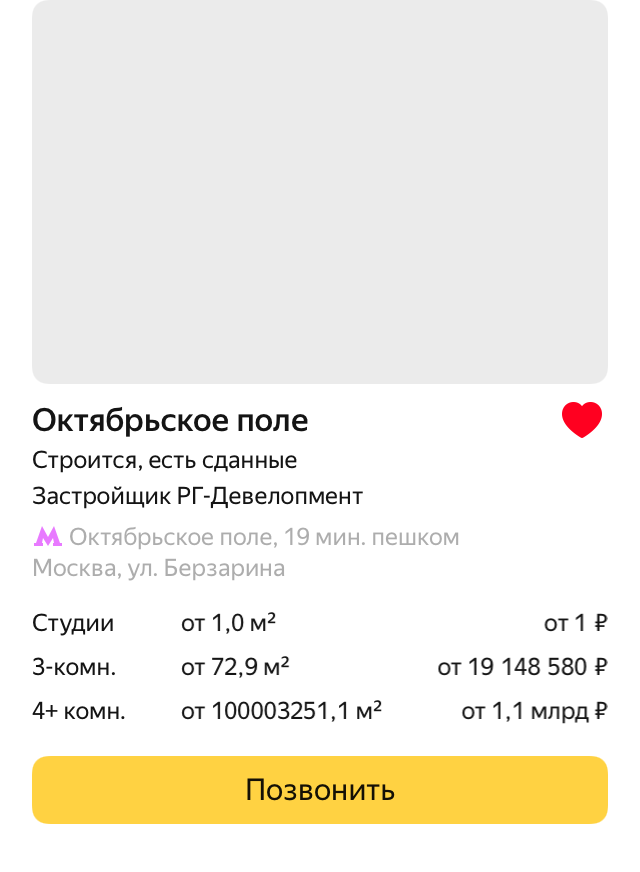 Октябрьское поле
Строится, есть сданные
Застройщик РГ-Девелопмент
Октябрьское поле, 19 мин. пешком
Москва, ул. Берзарина
Студии от 1,0 м² от 1 ₽
3-комн. от 72,9 м² от 19 148 580 ₽
4+ комн. от 100003251,1 м² от 1,1 млрд ₽
Позвонить